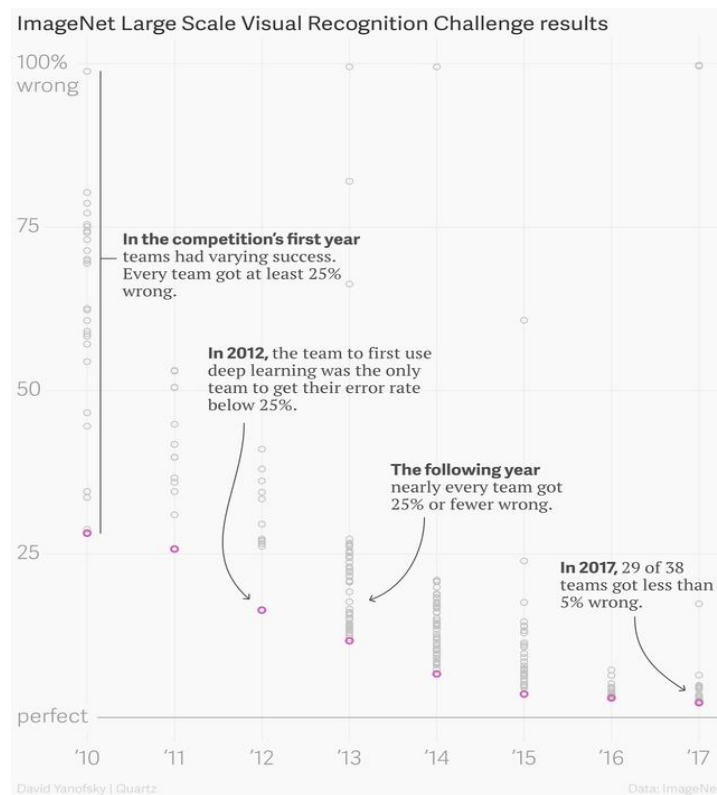 ImageNet Large Scale Visual Recognition Challenge results
100%
wrong
75
In the competition's first year
teams had varying success.
Every team got at least 25%
wrong.
In 2012, the team to first use
deep learning was the only
team to get their error rate
below 25%.
50
The following year
nearly every team got
25% or fewer wrong.
25
In 2017, 29 of 38
teams got less than
5% wrong.
perfect
'10 '11 '12 '13 '14 '15 '16 '17
David Yanofsky | Quartz
Data: ImageNe